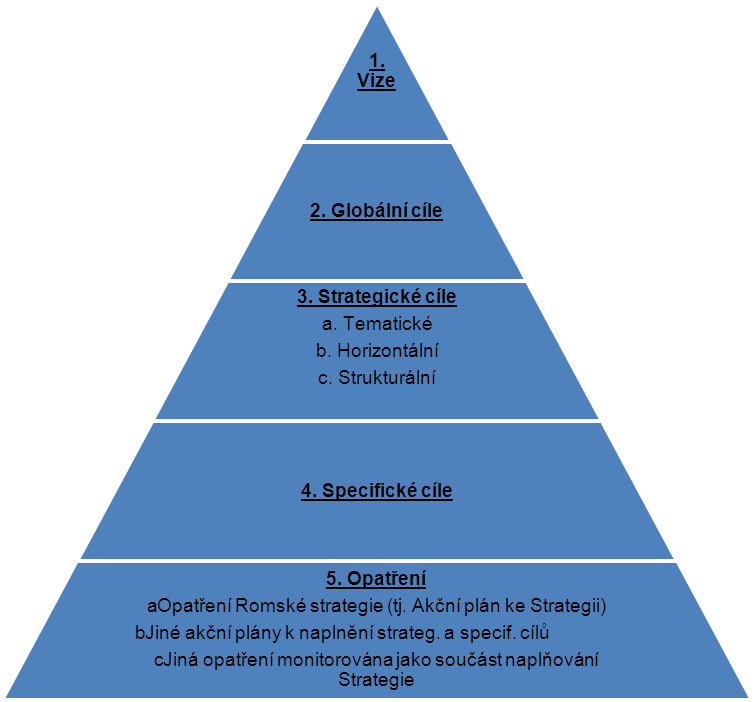 1.
Vize
2. Globální cíle
3. Strategické cíle
a. Tematické
b. Horizontální
c. Strukturální
4. Specifické cíle
5. Opatření
aOpatření Romské strategie (tj. Akční plán ke Strategii)
bJiné akční plány k naplnění strateg. a specif. cílů
cJiná opatření monitorována jako součást naplňování
Strategie